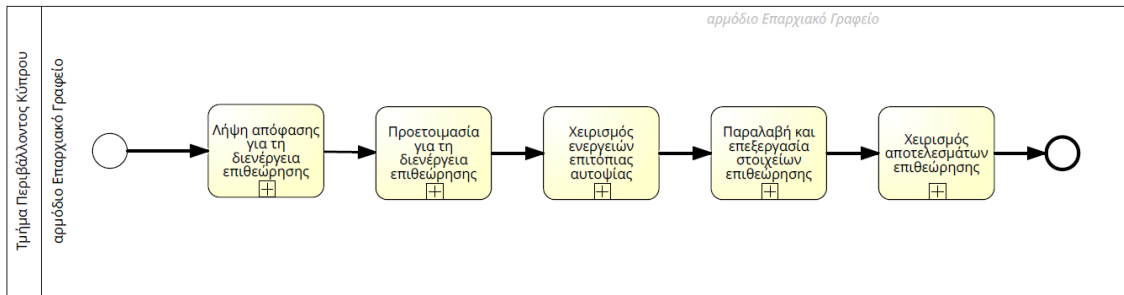 αρμόδιο Επαρχιακό Γραφείο
Τμήμα Περιβάλλοντος Κύπρου
αρμόδιο Επαρχιακό Γραφείο
Λήψη απόφασης
για τη
διενέργεια
επιθεώρησης
Προετοιμασία
για τη
διενέργεια
επιθεώρησης
Χειρισμός
ενεργειών
επιτόπιας
αυτοψίας
Παραλαβή και
επεξεργασία
στοιχείων
επιθεώρησης
Χειρισμός
αποτελεσμάτων
επιθεώρησης